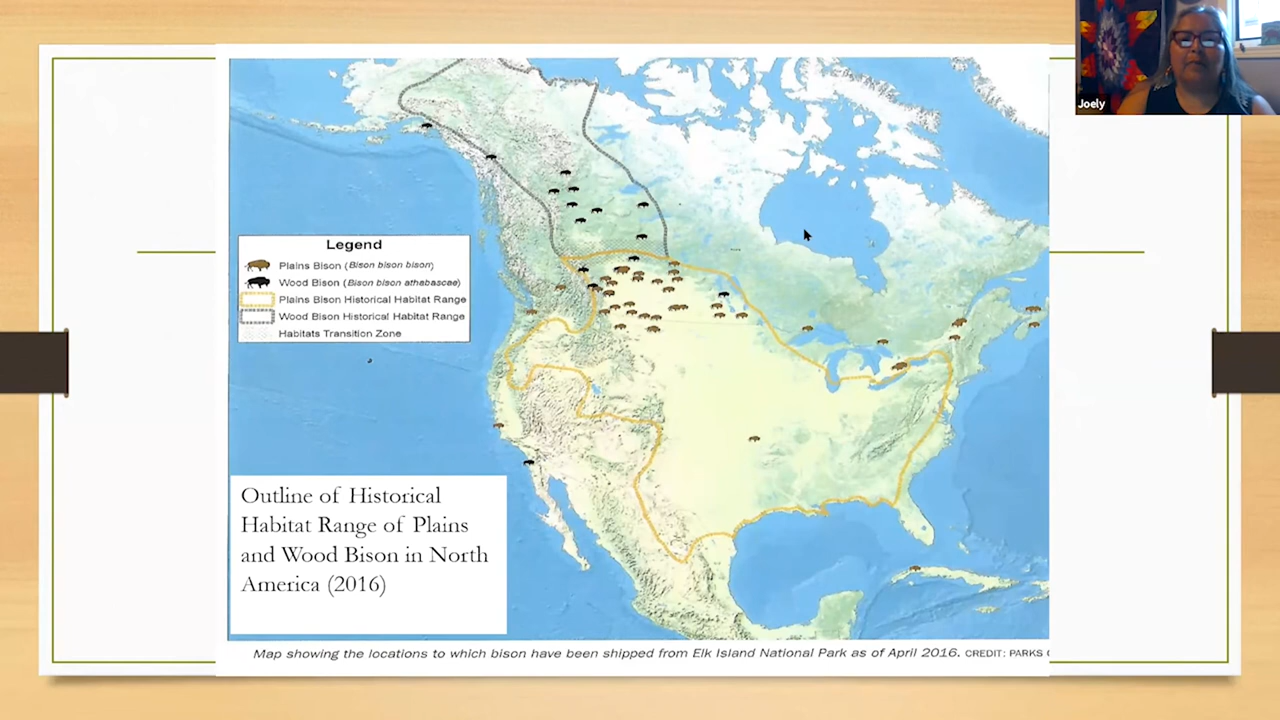 Joely
Legend
Plains Bison (Bison bison bison)
Wood Bison (Bison bison athabascae)
Plains Bison Historical Habitat Range
Wood Bison Historical Habitat Range
Habitats Transition Zone
Outline of Historical
Habitat Range of Plains
and Wood Bison in North
America (2016)
Map showing the locations to which bison have been shipped from Elk Island National Park as of April 2016. CREDIT: PARKS